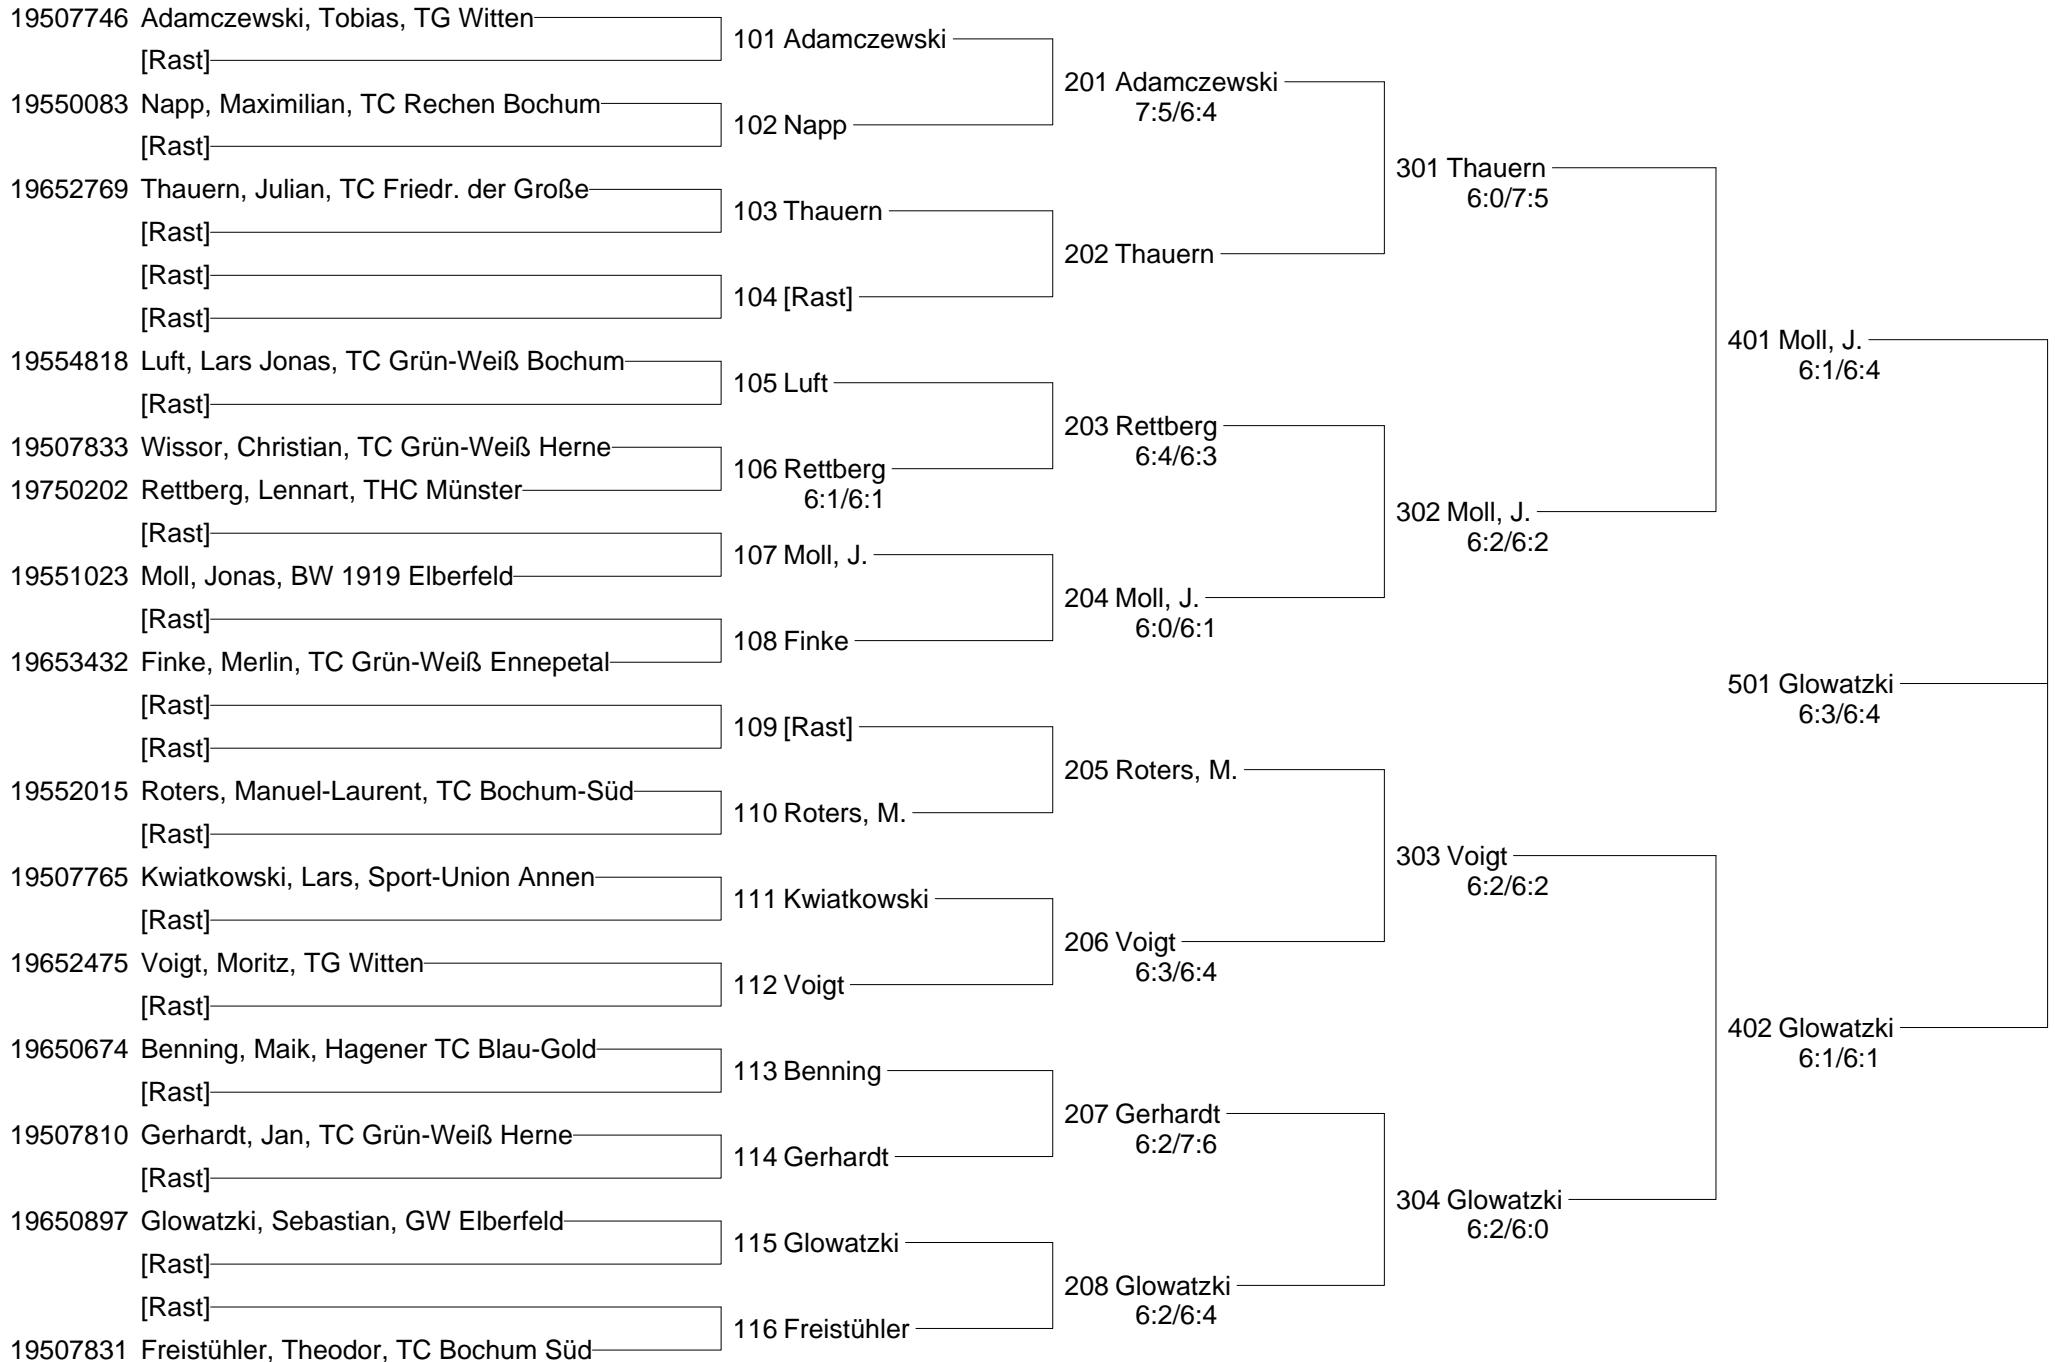 19507746 Adamczewski, Tobias, TG Witten
[Rast]
19550083 Napp, Maximilian, TC Rechen Bochum
[Rast]
19652769 Thauern, Julian, TC Friedr. der Große
[Rast]
[Rast]
[Rast]
19554818 Luft, Lars Jonas, TC Grün-Weiß Bochum
[Rast]
19507833 Wissor, Christian, TC Grün-Weiß Herne
19750202 Rettberg, Lennart, THC Münster
[Rast]
19551023 Moll, Jonas, BW 1919 Elberfeld
[Rast]
19653432 Finke, Merlin, TC Grün-Weiß Ennepetal
[Rast]
[Rast]
19552015 Roters, Manuel-Laurent, TC Bochum-Süd
[Rast]
19507765 Kwiatkowski, Lars, Sport-Union Annen
[Rast]
19652475 Voigt, Moritz, TG Witten
[Rast]
19650674 Benning, Maik, Hagener TC Blau-Gold
[Rast]
19507810 Gerhardt, Jan, TC Grün-Weiß Herne
[Rast]
19650897 Glowatzki, Sebastian, GW Elberfeld
[Rast]
[Rast]
19507831 Freistühler, Theodor, TC Bochum Süd
101 Adamczewski
102 Napp
103 Thauern
104 [Rast]
105 Luft
106 Rettberg
6:1/6:1
107 Moll, J.
108 Finke
109 [Rast]
110 Roters, M.
111 Kwiatkowski
112 Voigt
113 Benning
114 Gerhardt
115 Glowatzki
116 Freistühler
201 Adamczewski
7:5/6:4
202 Thauern
203 Rettberg
6:4/6:3
204 Moll, J.
6:0/6:1
205 Roters, M.
206 Voigt
6:3/6:4
207 Gerhardt
6:2/7:6
208 Glowatzki
6:2/6:4
301 Thauern
6:0/7:5
302 Moll, J.
6:2/6:2
303 Voigt
6:2/6:2
304 Glowatzki
6:2/6:0
401 Moll, J.
6:1/6:4
501 Glowatzki
6:3/6:4
402 Glowatzki
6:1/6:1